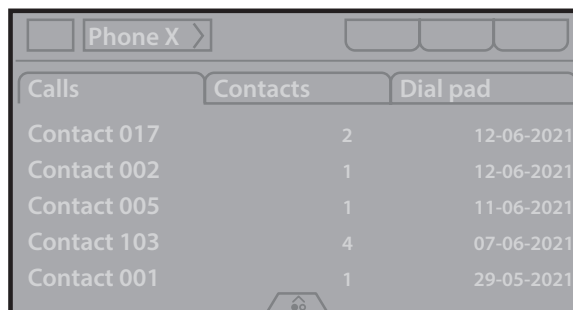 Phone X
Calls Contacts Dial pad
Contact 017 2 12-06-2021
Contact 002 1 12-06-2021
Contact 005 1 11-06-2021
Contact 103 4 07-06-2021
Contact 001 1 29-05-2021